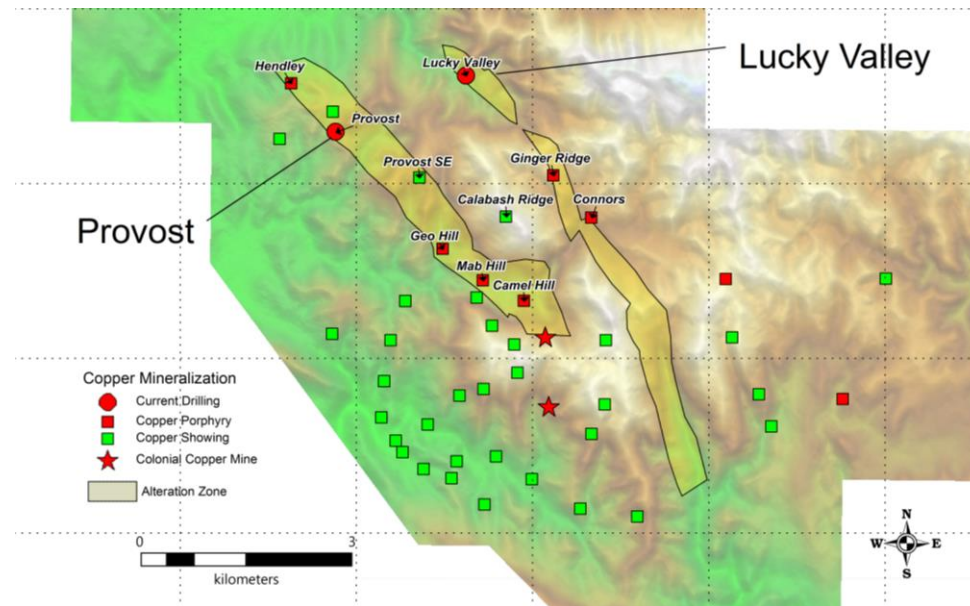 Lucky Valley
Hendley
Lucky Valley
Provost
Provost SE
Ginger Ridge
Calabash Ridge
Connors
Provost
Geo Hill
Mab Hill
Camel Hill
Copper Mineralization
Current Drilling
Copper Porphyry
Copper Showing
Colonial Copper Mine
Alteration Zone
0 3
kilometers
N
W E
S